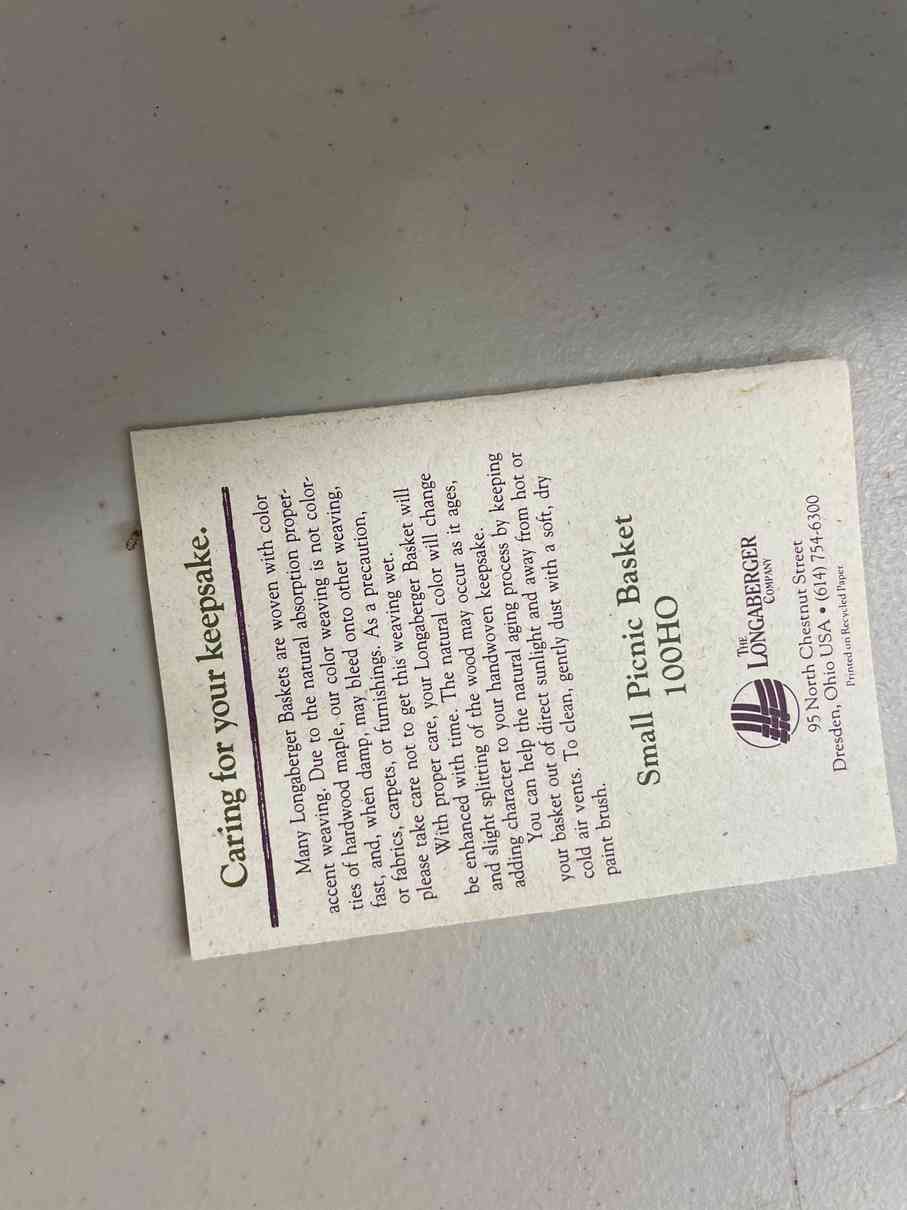 Caring for your keepsake.
Many Longaberger Baskets are woven with color
accent weaving. Due to the natural absorption proper-
ties of hardwood maple, our color weaving is not color-
fast, and, when damp, may bleed onto other weaving,
or fabrics, carpets, or furnishings. As a precaution,
please take care not to get this weaving wet.
With proper care, your Longaberger Basket will
be enhanced with time. The natural color will change
and slight splitting of the wood may occur as it ages,
adding character to your handwoven keepsake.
You can help the natural aging process by keeping
your basket out of direct sunlight and away from hot or
cold air vents. To clean, gently dust with a soft, dry
paint brush.
Small Picnic Basket
100HO
THE
LONGABERGER
COMPANY
95 North Chestnut Street
Dresden, Ohio USA • (614) 754-6300
Printed on Recycled Paper